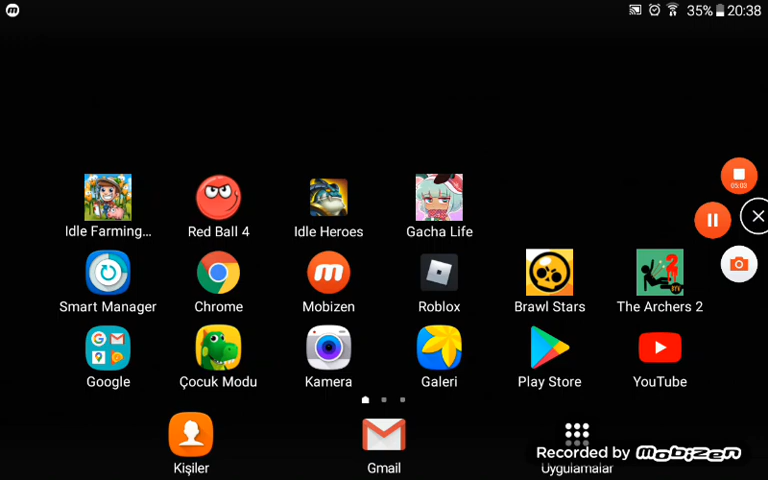 m
35% 20:38
05:00
Idle Farming... Red Ball 4 Idle Heroes Gacha Life
Smart Manager Chrome Mobizen Roblox Brawl Stars The Archers 2
Google Çocuk Modu Kamera Galeri Play Store YouTube
Recorded by Mobizen
Kişiler Gmail Uygulamalar